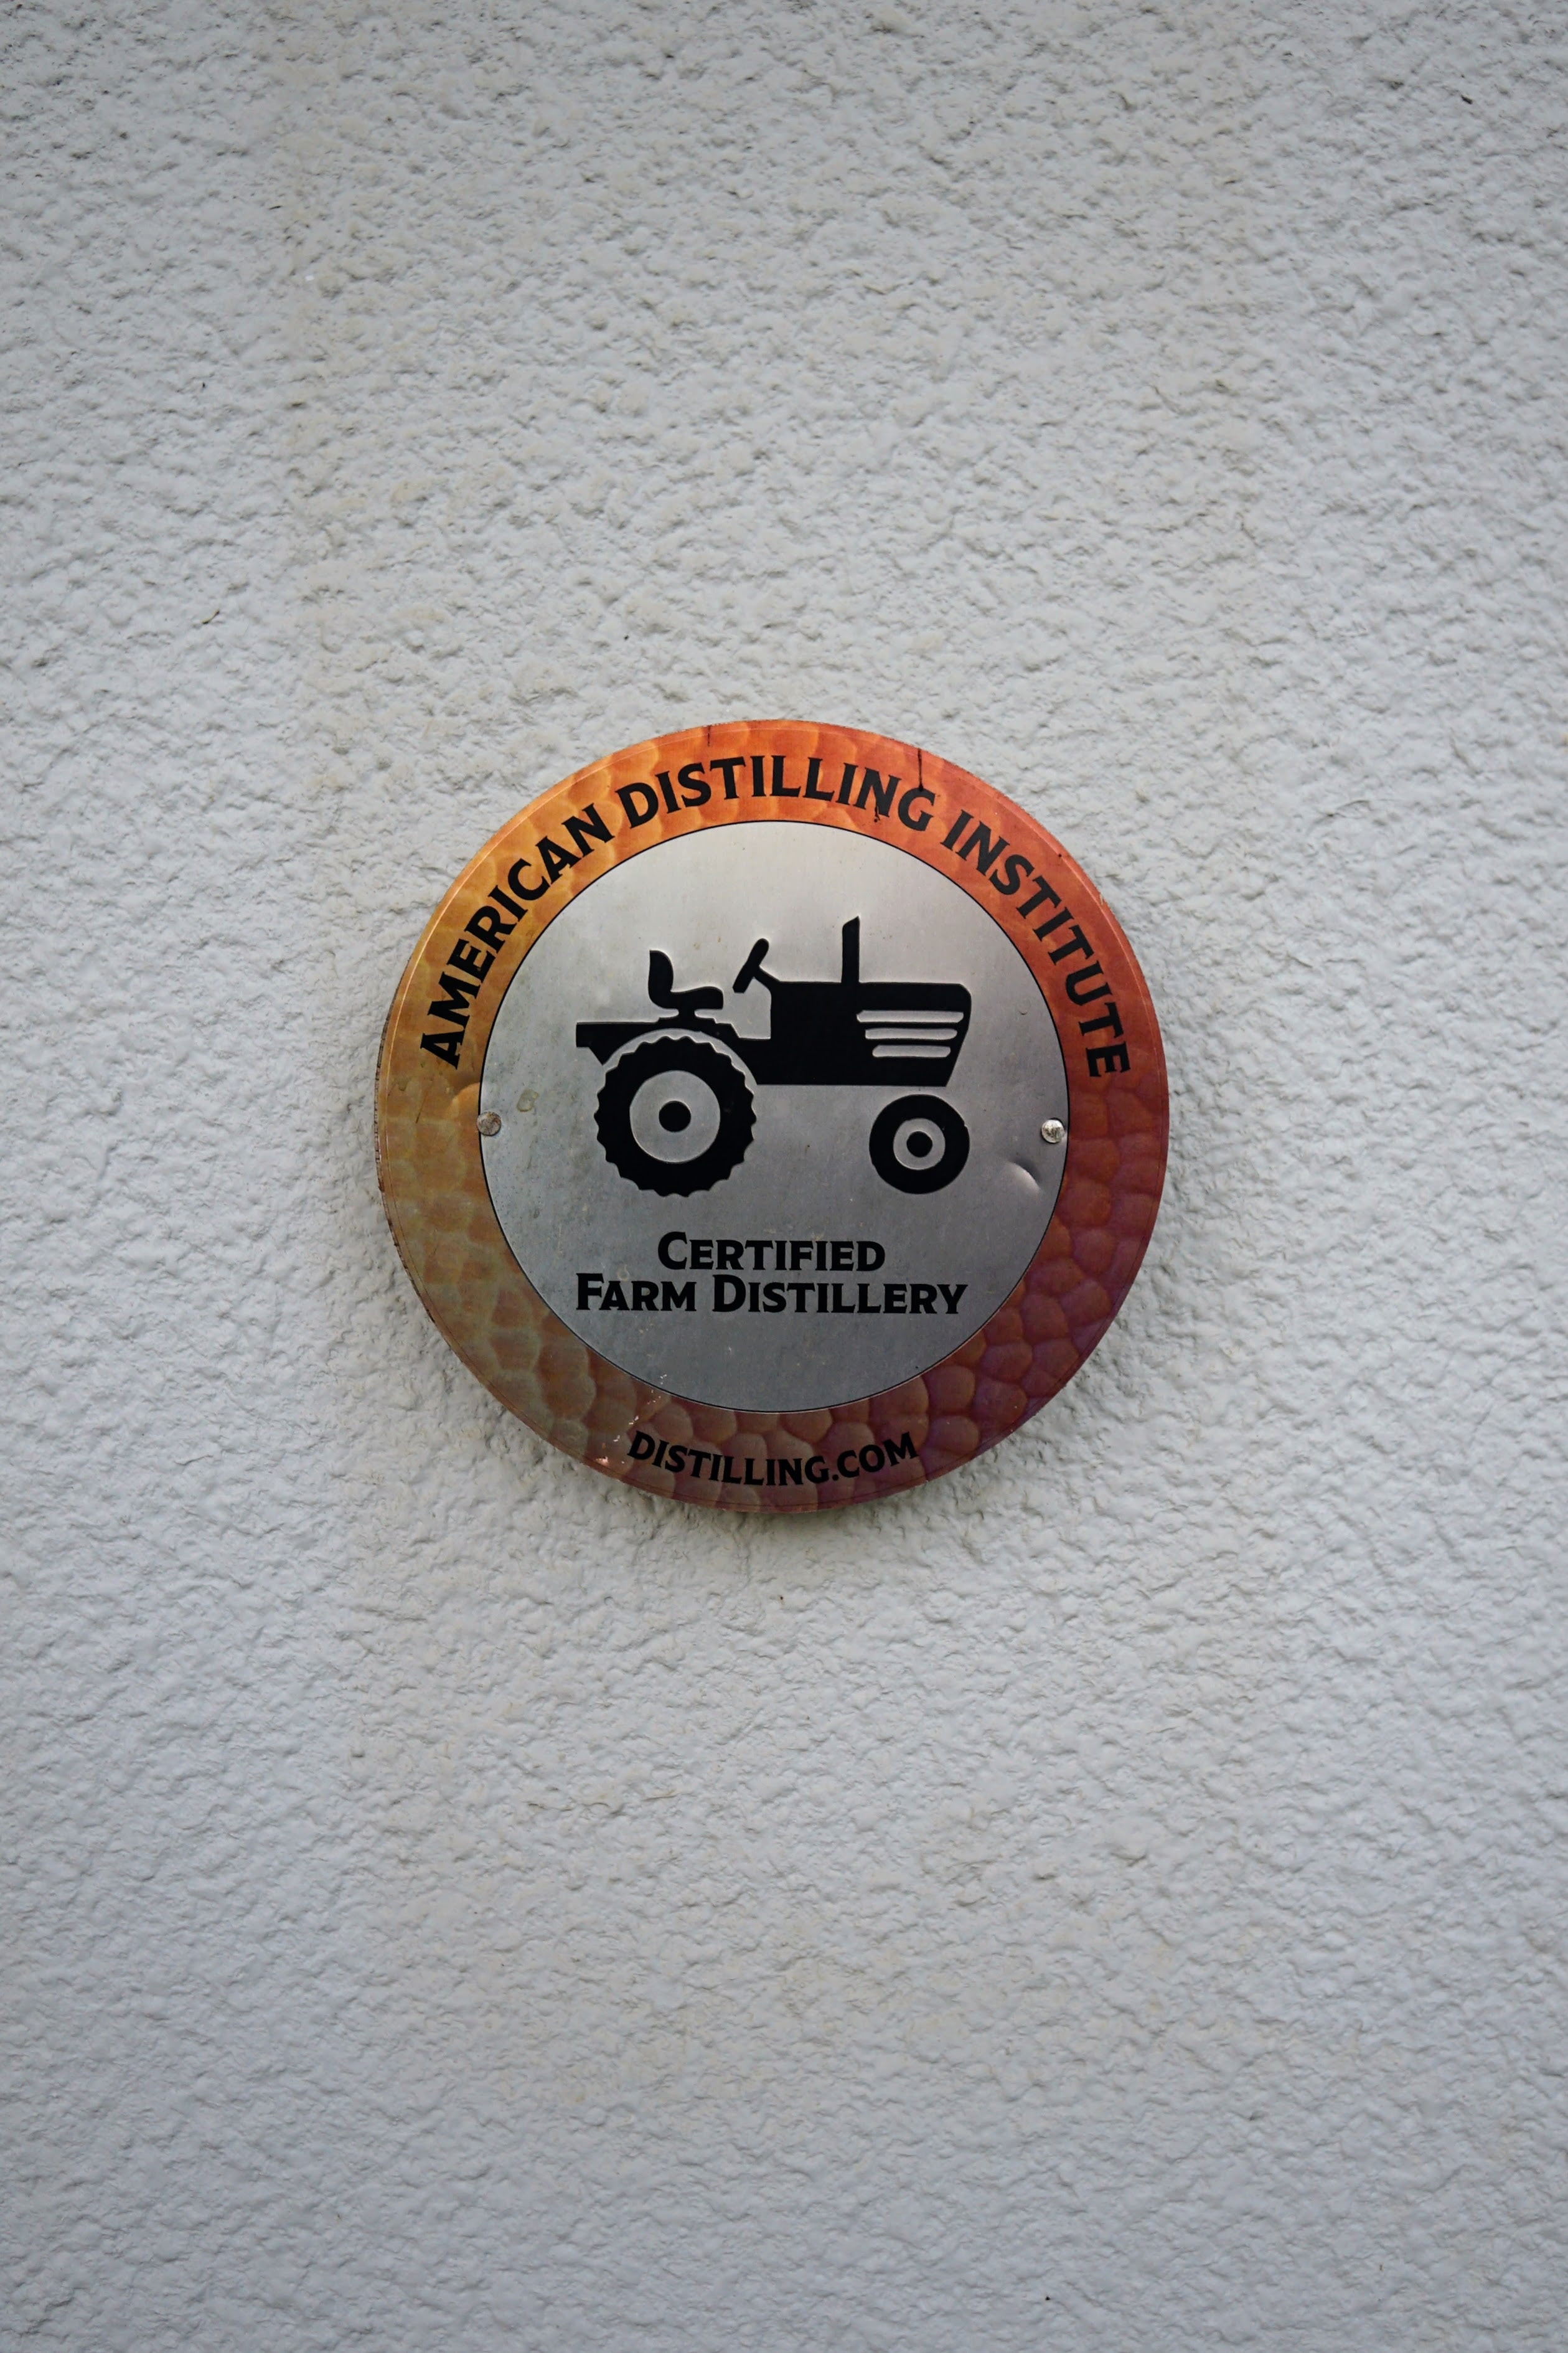 AMERICAN DISTILLING INSTITUTE
CERTIFIED
FARM DISTILLERY
DISTILLING.COM